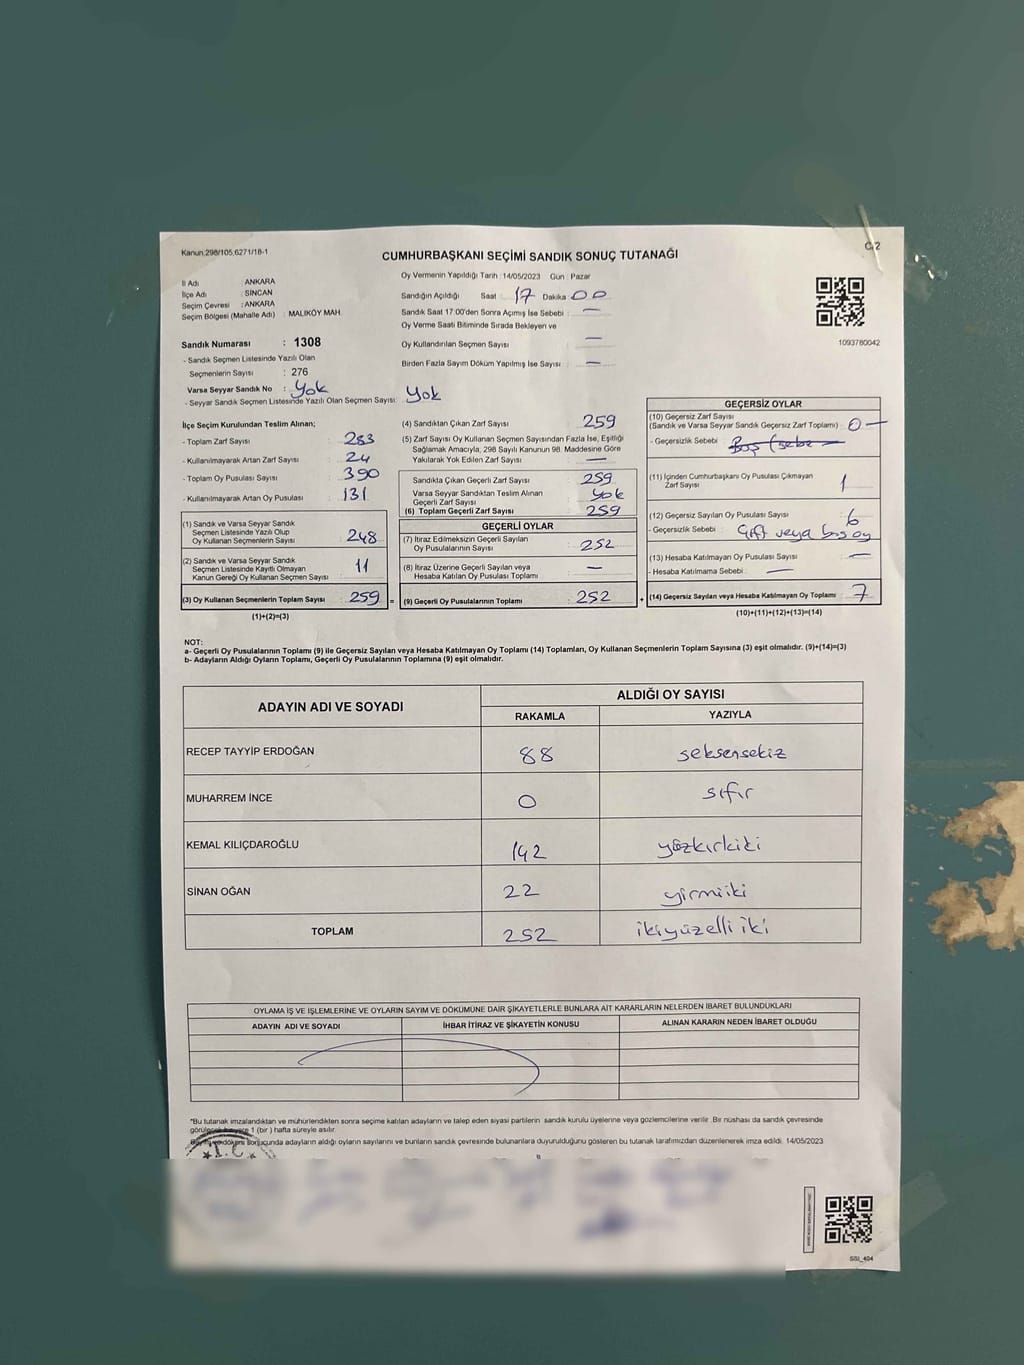 Kanun:298/105,6271/18-1
C-2
CUMHURBAŞKANI SEÇİMİ SANDIK SONUÇ TUTANAĞI
İl Adı : ANKARA
İlçe Adı : SİNCAN
Seçim Çevresi : ANKARA
Seçim Bölgesi (Mahalle Adı) : MALIKÖY MAH.
Oy Vermenin Yapıldığı Tarih :14/05/2023 Gün : Pazar
Sandığın Açıldığı Saat : 17 Dakika 00
Sandık Saat 17:00'den Sonra Açılmış İse Sebebi : —
Oy Verme Saati Bitiminde Sırada Bekleyen ve
Oy Kullandırılan Seçmen Sayısı : —
Birden Fazla Sayım Döküm Yapılmış İse Sayısı : —
1093780042
Sandık Numarası : 1308
- Sandık Seçmen Listesinde Yazılı Olan
Seçmenlerin Sayısı : 276
Varsa Seyyar Sandık No : Yok
- Seyyar Sandık Seçmen Listesinde Yazılı Olan Seçmen Sayısı: Yok
İlçe Seçim Kurulundan Teslim Alınan;
- Toplam Zarf Sayısı : 283
- Kullanılmayarak Artan Zarf Sayısı : 24
- Toplam Oy Pusulası Sayısı : 390
- Kullanılmayarak Artan Oy Pusulası : 131
(1) Sandık ve Varsa Seyyar Sandık
Seçmen Listesinde Yazılı Olup
Oy Kullanan Seçmenlerin Sayısı : 248
(2) Sandık ve Varsa Seyyar Sandık
Seçmen Listesinde Kayıtlı Olmayan
Kanun Gereği Oy Kullanan Seçmen Sayısı : 11
(3) Oy Kullanan Seçmenlerin Toplam Sayısı : 259 =
(1)+(2)=(3)
(4) Sandıktan Çıkan Zarf Sayısı : 259
(5) Zarf Sayısı Oy Kullanan Seçmen Sayısından Fazla İse, Eşitliği
Sağlamak Amacıyla, 298 Sayılı Kanunun 98. Maddesine Göre
Yakılarak Yok Edilen Zarf Sayısı : —
Sandıkta Çıkan Geçerli Zarf Sayısı : 259
Varsa Seyyar Sandıktan Teslim Alınan
Geçerli Zarf Sayısı : Yok
(6) Toplam Geçerli Zarf Sayısı : 259
GEÇERLİ OYLAR
(7) İtiraz Edilmeksizin Geçerli Sayılan
Oy Pusulalarının Sayısı : 252
(8) İtiraz Üzerine Geçerli Sayılan veya
Hesaba Katılan Oy Pusulası Toplamı : —
(9) Geçerli Oy Pusulalarının Toplamı : 252 +
GEÇERSİZ OYLAR
(10) Geçersiz Zarf Sayısı
(Sandık ve Varsa Seyyar Sandık Geçersiz Zarf Toplamı) : 0 —
- Geçersizlik Sebebi :
(11) İçinden Cumhurbaşkanı Oy Pusulası Çıkmayan
Zarf Sayısı : 1
(12) Geçersiz Sayılan Oy Pusulası Sayısı : 6
- Geçersizlik Sebebi : Çift veya boş oy
(13) Hesaba Katılmayan Oy Pusulası Sayısı : —
- Hesaba Katılmama Sebebi : —
(14) Geçersiz Sayılan veya Hesaba Katılmayan Oy Toplamı : 7
(10)+(11)+(12)+(13)=(14)
NOT:
a- Geçerli Oy Pusulalarının Toplamı (9) ile Geçersiz Sayılan ve Hesaba Katılmayan Oy Toplamı (14) Toplamları, Oy Kullanan Seçmenlerin Toplam Sayısına (3) eşit olmalıdır. (9)+(14)=(3)
b- Adayların Aldığı Oyların Toplamı, Geçerli Oy Pusulalarının Toplamına (9) eşit olmalıdır.
ADAYIN ADI VE SOYADI
ALDIĞI OY SAYISI
RAKAMLA YAZIYLA
RECEP TAYYİP ERDOĞAN 88 seksensekiz
MUHARREM İNCE 0 sıfır
KEMAL KILIÇDAROĞLU 142 yüzkırkiki
SİNAN OĞAN 22 yirmiiki
TOPLAM 252 ikiyüzelli iki
OYLAMA İŞ VE İŞLEMLERİNE VE OYLARIN SAYIM VE DÖKÜMÜNE DAİR ŞİKAYETLERLE BUNLARA AİT KARARLARIN NELERDEN İBARET BULUNDUKLARI
ADAYIN ADI VE SOYADI İHBAR İTİRAZ VE ŞİKAYETİN KONUSU ALINAN KARARIN NEDEN İBARET OLDUĞU
*Bu tutanak imzalandıktan ve mühürlendikten sonra seçime katılan adayların ve talep eden siyasi partilerin sandık kurulu üyelerine veya gözlemcilerine verilir. Bir nüshası da sandık çevresinde
1 (bir ) hafta süreyle asılır.
sonucunda adayların aldığı oyların sayılarını ve bunların sandık çevresinde bulunanlara duyurulduğunu gösteren bu tutanak tarafımızdan düzenlenerek imza edildi. 14/05/2023
T.C.
SSI_404